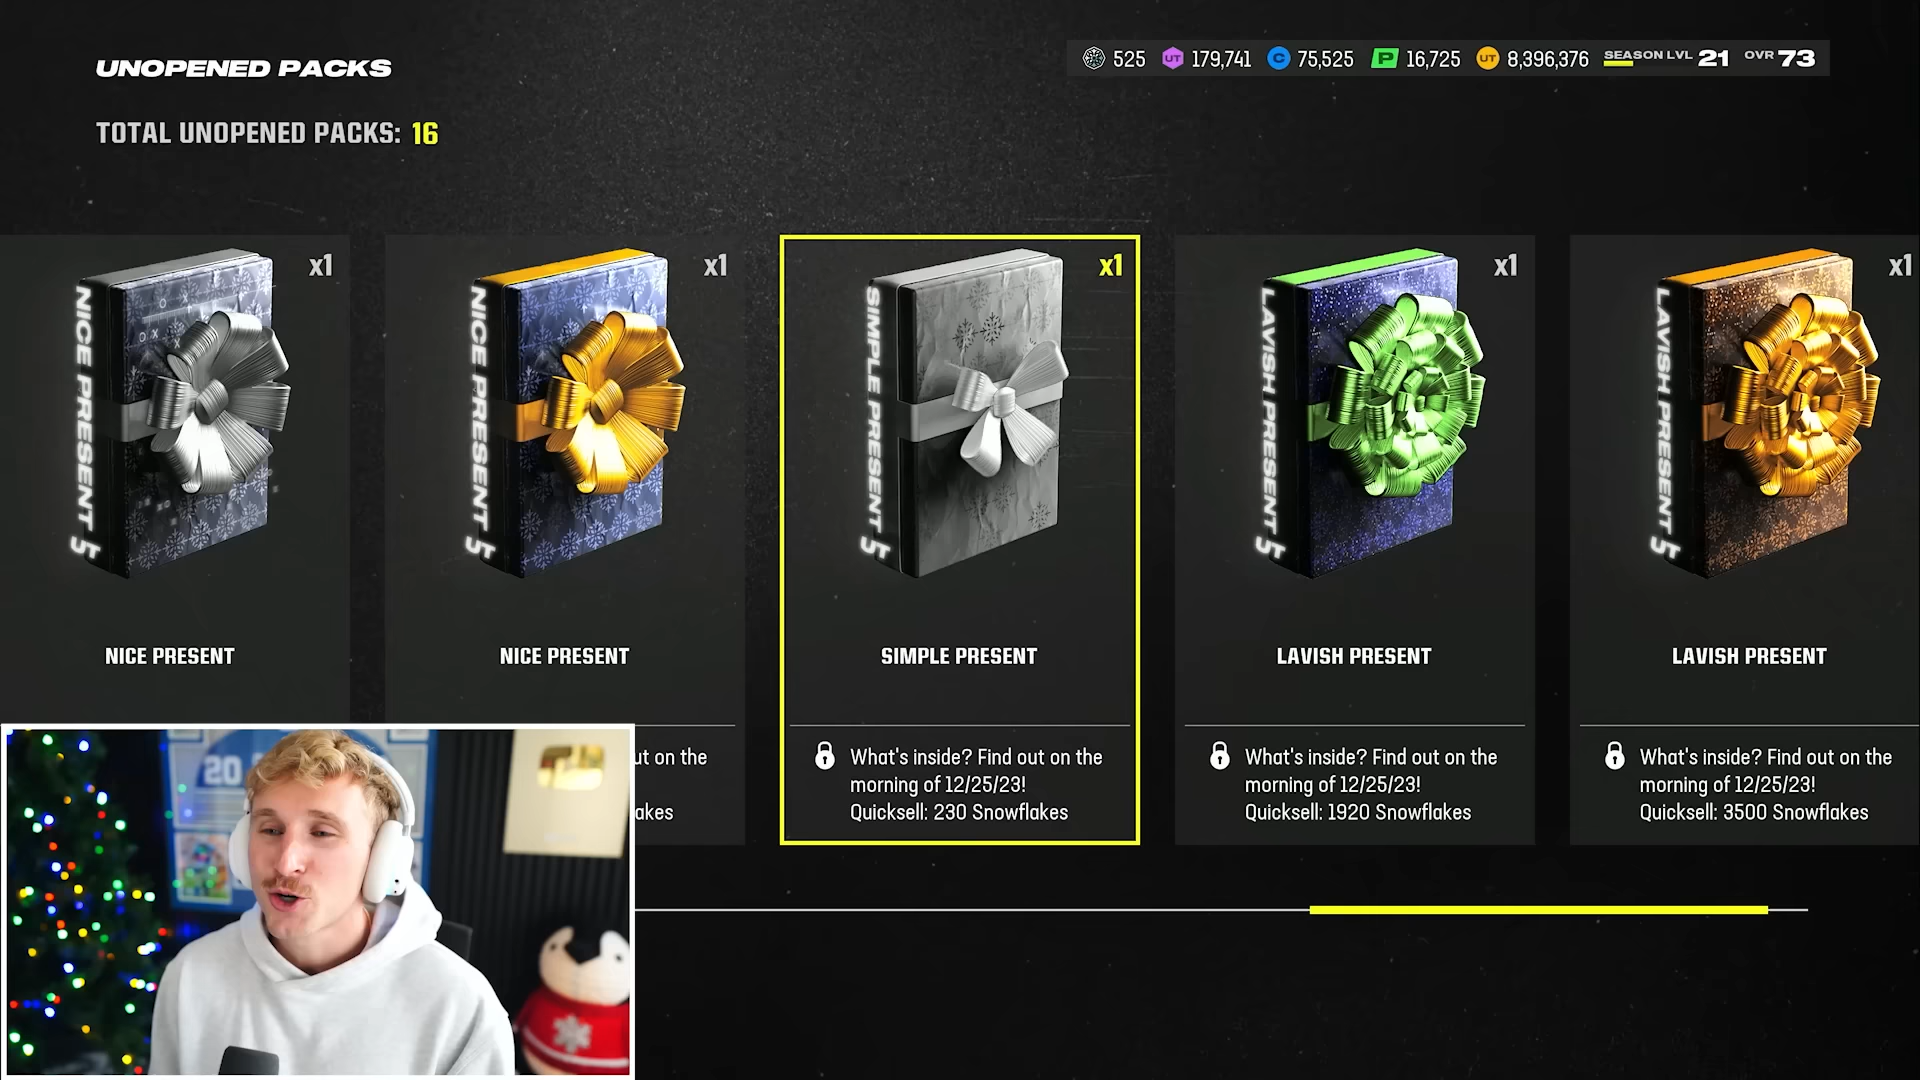 UNOPENED PACKS
525 UT 179,741 C 75,525 P 16,725 UT 8,396,376 SEASON LVL 21 OVR 73
TOTAL UNOPENED PACKS: 16
x1
x1
x1
x1
x1
NICE PRESENT
NICE PRESENT
SIMPLE PRESENT
LAVISH PRESENT
LAVISH PRESENT
NICE PRESENT
NICE PRESENT
SIMPLE PRESENT
LAVISH PRESENT
LAVISH PRESENT
out on the
What's inside? Find out on the
morning of 12/25/23!
Quicksell: 230 Snowflakes
What's inside? Find out on the
morning of 12/25/23!
Quicksell: 1920 Snowflakes
What's inside? Find out on the
morning of 12/25/23!
Quicksell: 3500 Snowflakes
20